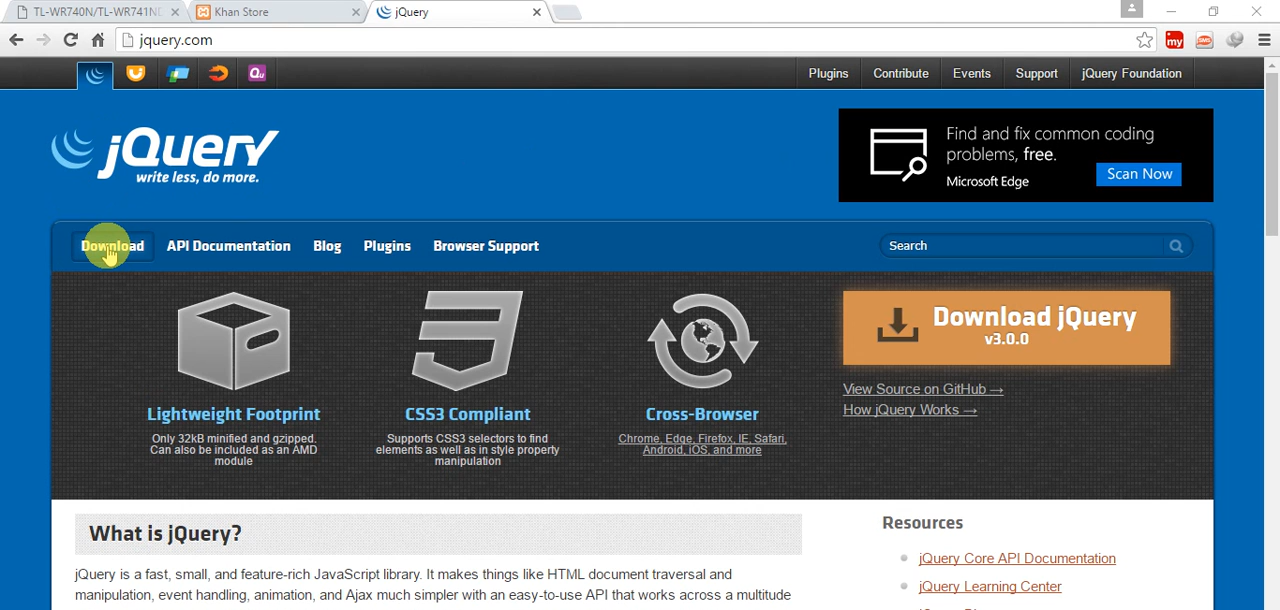 TL-WR740N/TL-WR741ND
Khan Store
jQuery
jquery.com
my
SMS
Qu
Plugins
Contribute
Events
Support
jQuery Foundation
jQuery
write less, do more.
Find and fix common coding
problems, free.
Microsoft Edge
Scan Now
Download
API Documentation
Blog
Plugins
Browser Support
Search
Lightweight Footprint
Only 32kB minified and gzipped.
Can also be included as an AMD
module
CSS3 Compliant
Supports CSS3 selectors to find
elements as well as in style property
manipulation
Cross-Browser
Chrome, Edge, Firefox, IE, Safari,
Android, iOS, and more
Download jQuery
v3.0.0
View Source on GitHub →
How jQuery Works →
What is jQuery?
jQuery is a fast, small, and feature-rich JavaScript library. It makes things like HTML document traversal and
manipulation, event handling, animation, and Ajax much simpler with an easy-to-use API that works across a multitude
Resources
jQuery Core API Documentation
jQuery Learning Center